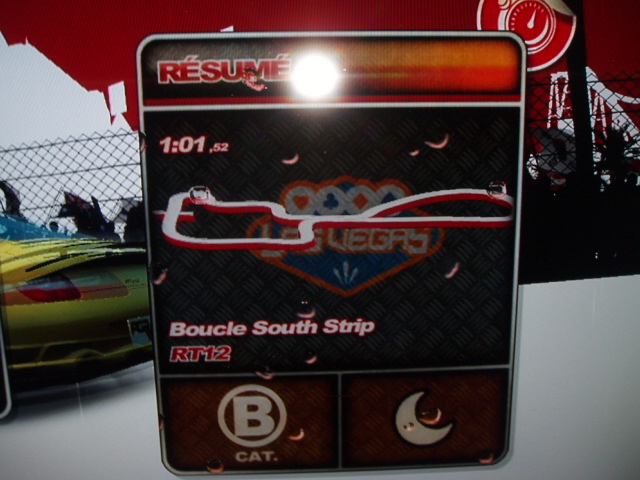 RÉSUMÉ
1:01,52
LAS VEGAS
Boucle South Strip
RT12
B
CAT.